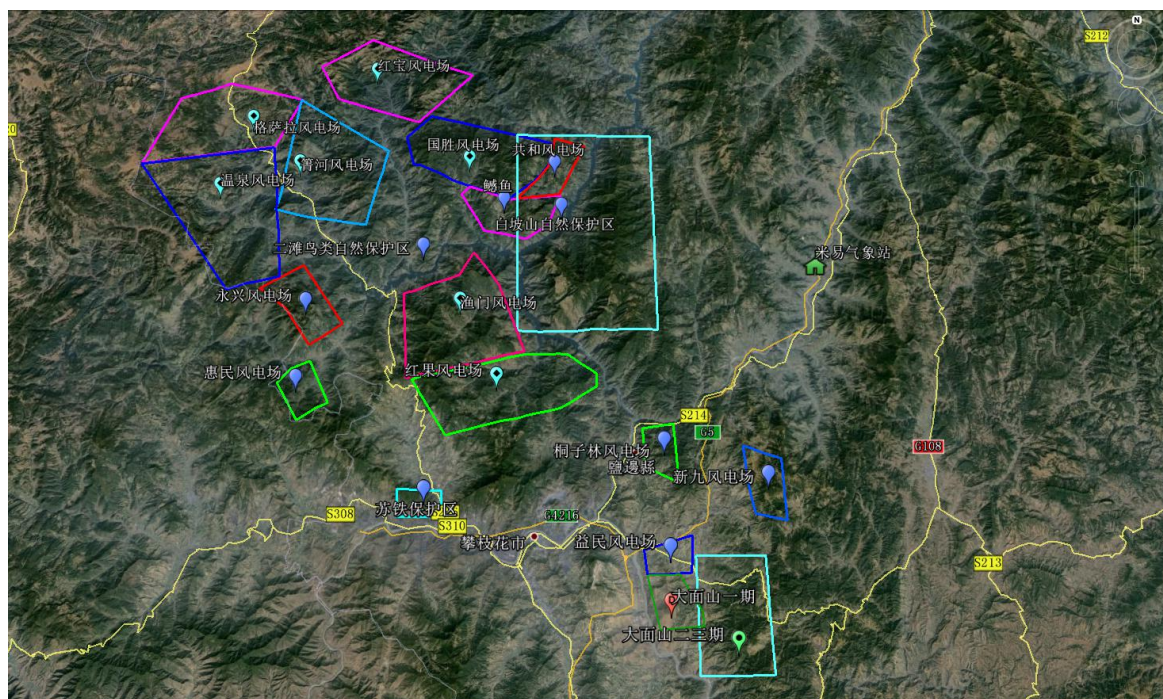 N
S212
红宝风电场
20
格萨拉风电场
国胜风电场
共和风电场
箐河风电场
温泉风电场
鳡鱼
白坡山自然保护区
二滩鸟类自然保护区
米易气象站
永兴风电场
渔门风电场
惠民风电场
红果风电场
S214
G5
G108
桐子林风电场
鹽邊縣
新九风电场
苏铁保护区
S308
S310
G4216
攀枝花市
益民风电场
S213
大面山一期
大面山二三期